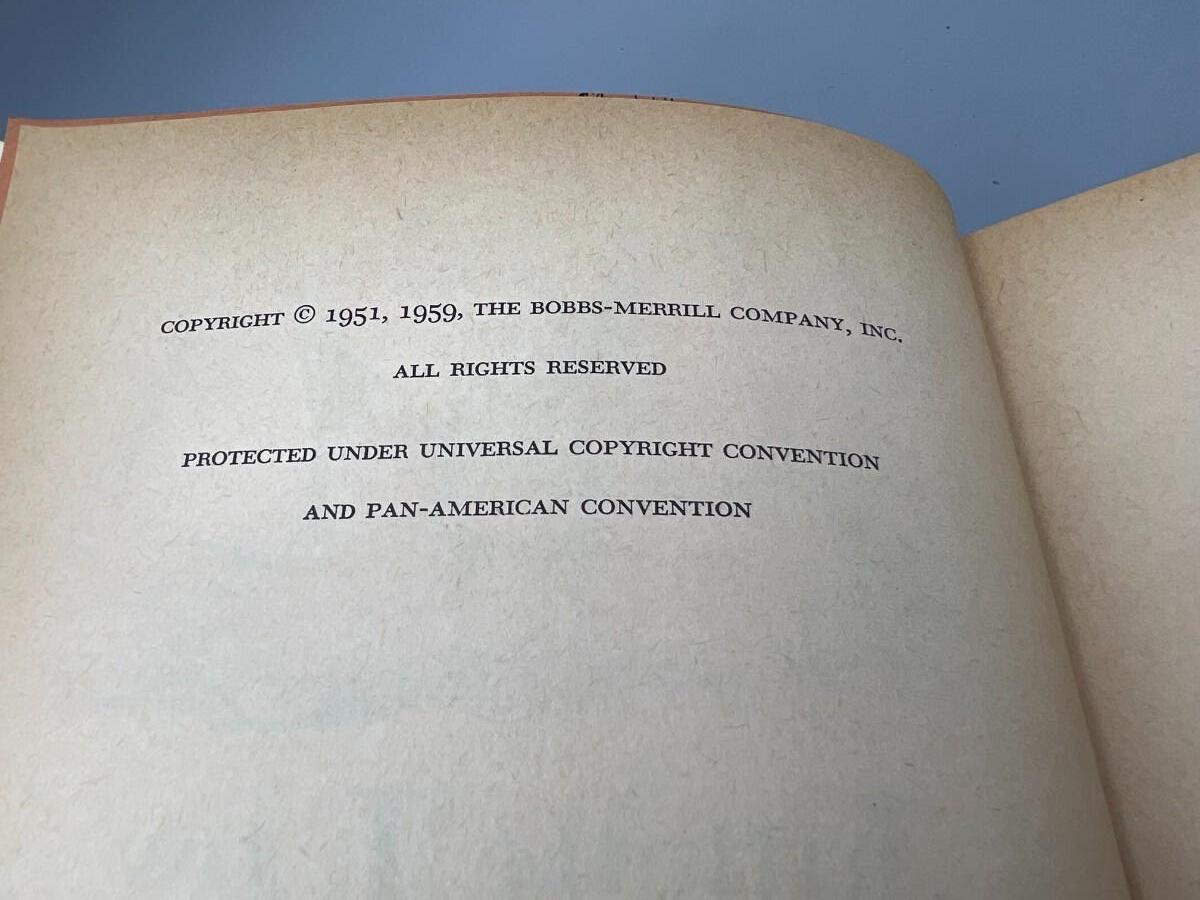 COPYRIGHT © 1951, 1959, THE BOBBS-MERRILL COMPANY, INC.
ALL RIGHTS RESERVED
PROTECTED UNDER UNIVERSAL COPYRIGHT CONVENTION
AND PAN-AMERICAN CONVENTION